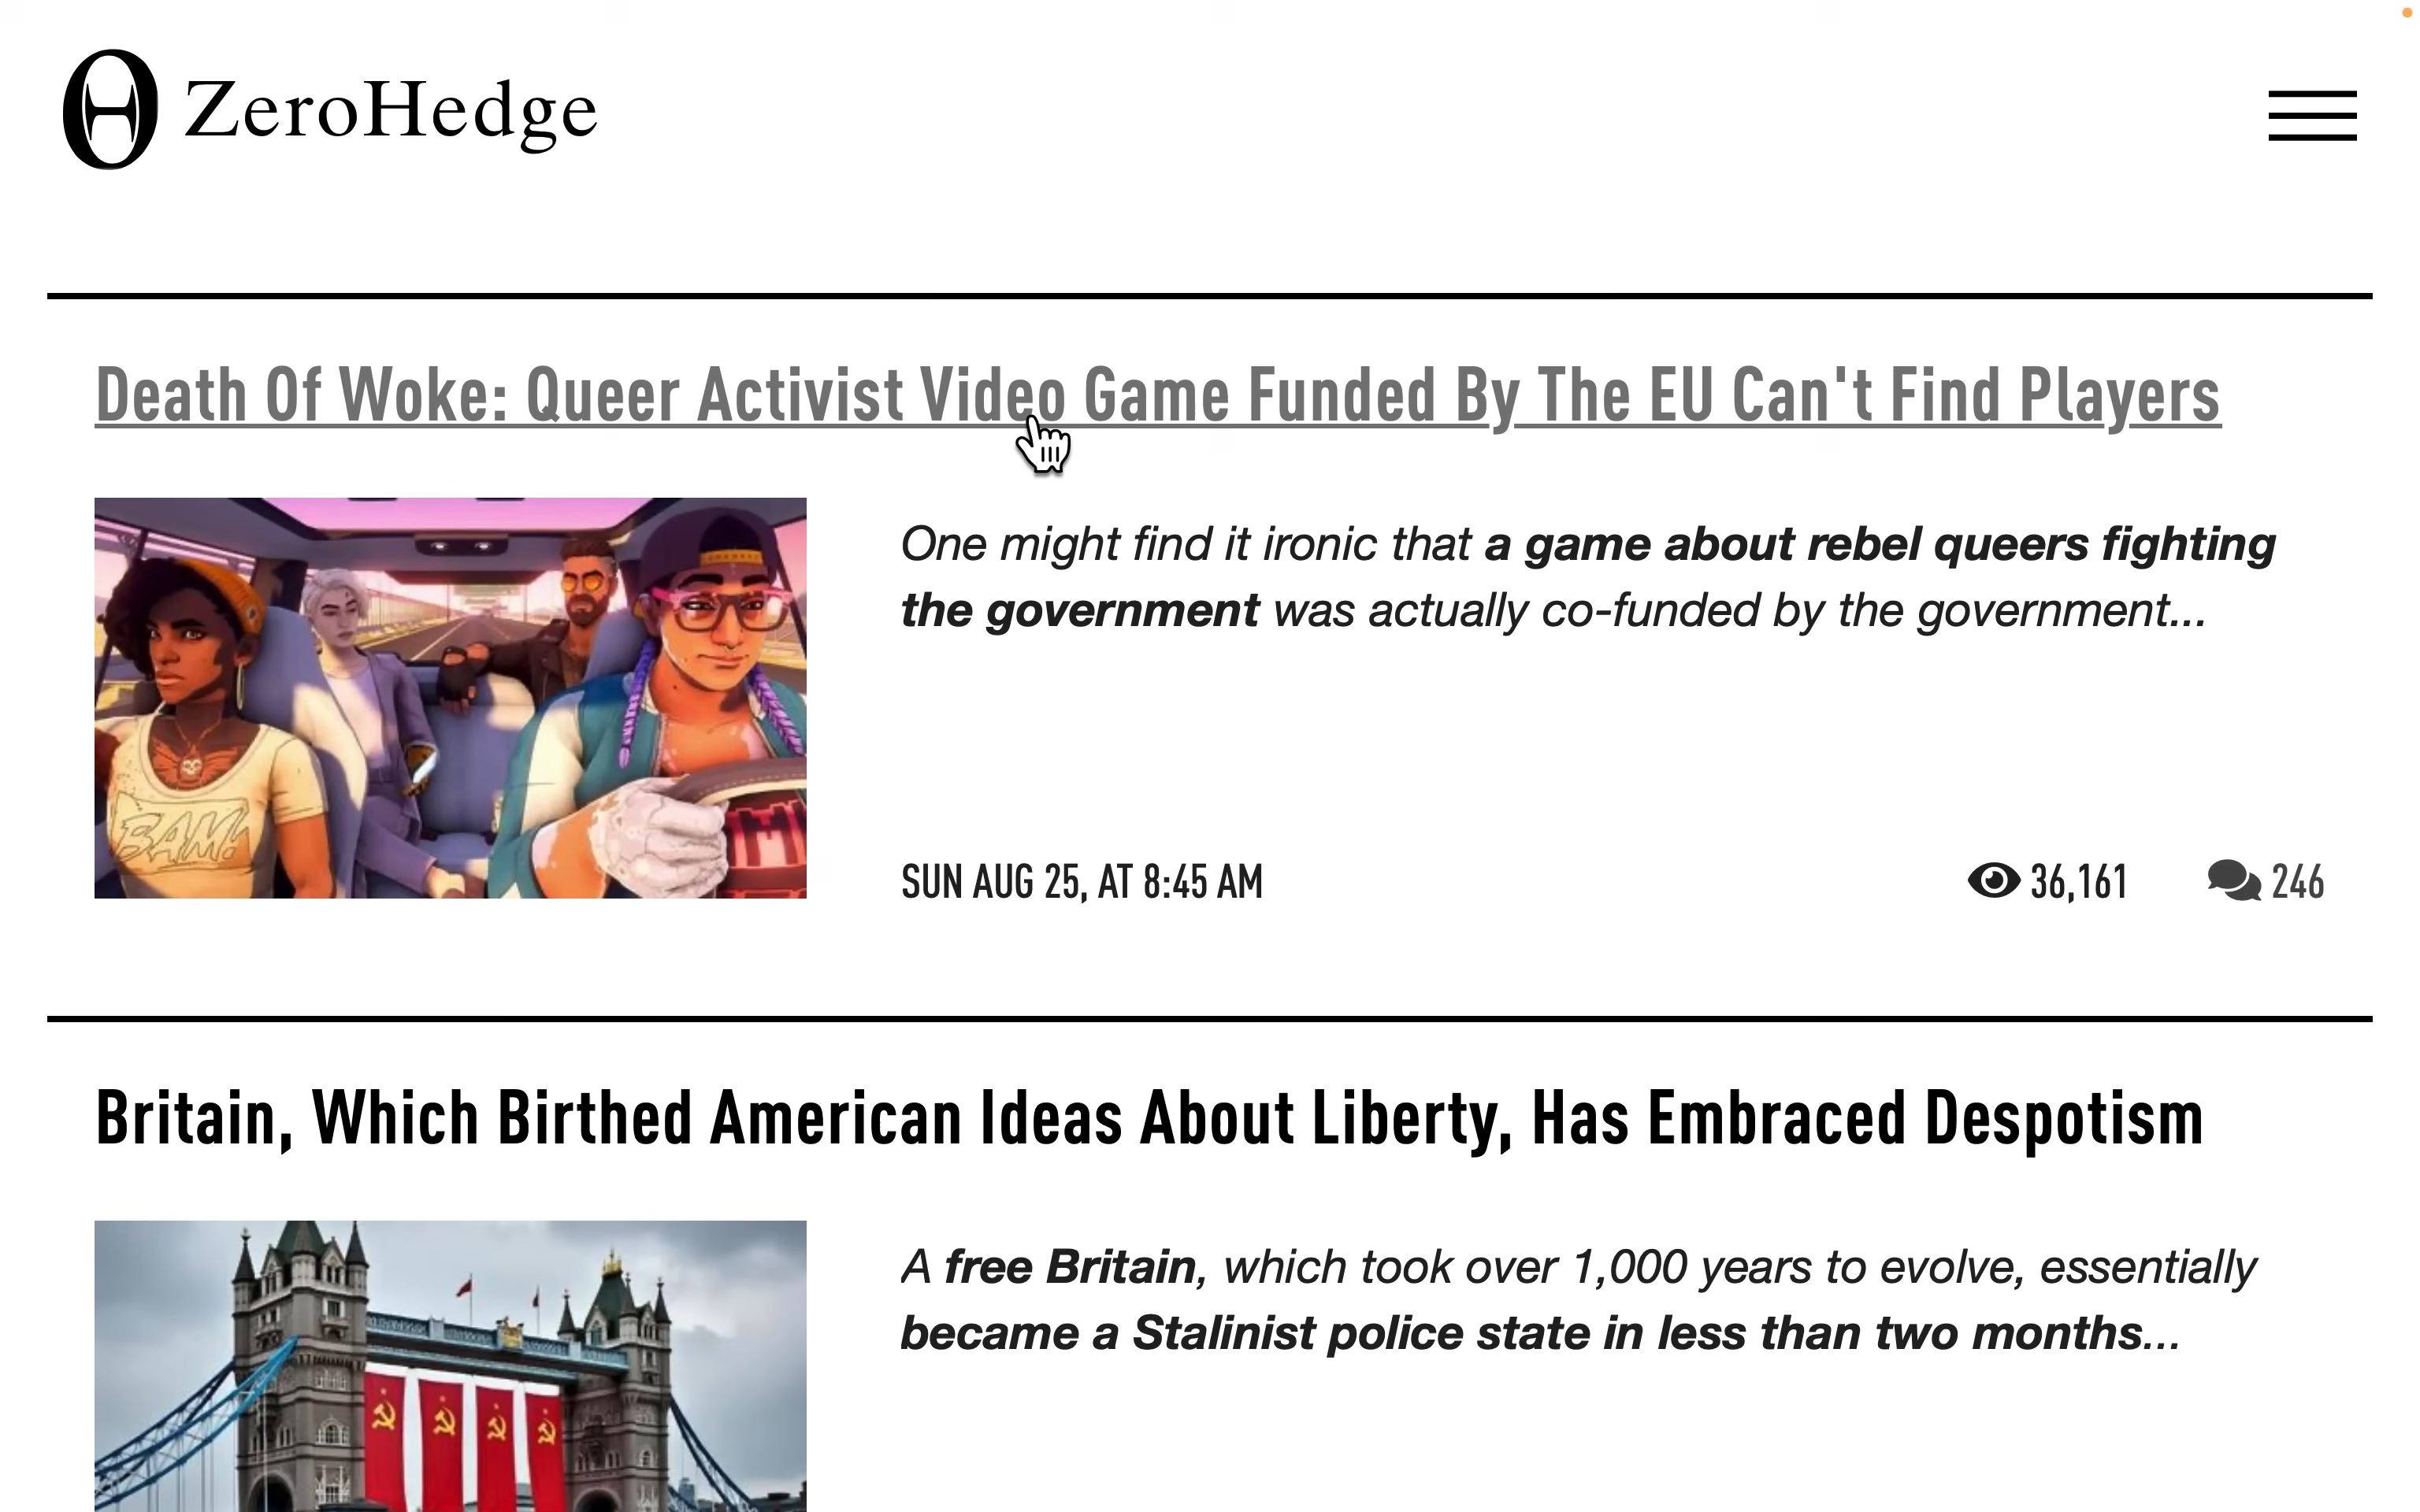 ZeroHedge
Death Of Woke: Queer Activist Video Game Funded By The EU Can't Find Players
One might find it ironic that a game about rebel queers fighting
the government was actually co-funded by the government...
BAM!
SUN AUG 25, AT 8:45 AM
36,161
246
Britain, Which Birthed American Ideas About Liberty, Has Embraced Despotism
A free Britain, which took over 1,000 years to evolve, essentially
became a Stalinist police state in less than two months...